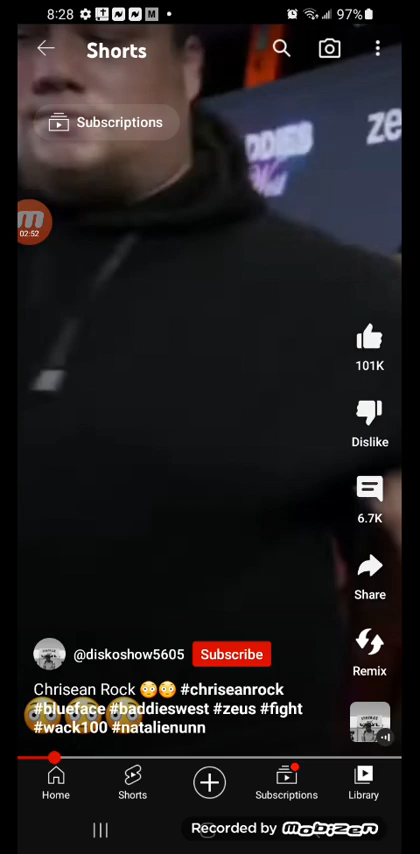 8:28
97%
Shorts
Subscriptions
ZE
02:52
101K
Dislike
6.7K
Share
Remix
@diskoshow5605
Subscribe
Chrisean Rock 😳😳 #chriseanrock
#blueface #baddieswest #zeus #fight
#wack100 #natalienunn
Home
Shorts
Subscriptions
Library
Recorded by mobizen